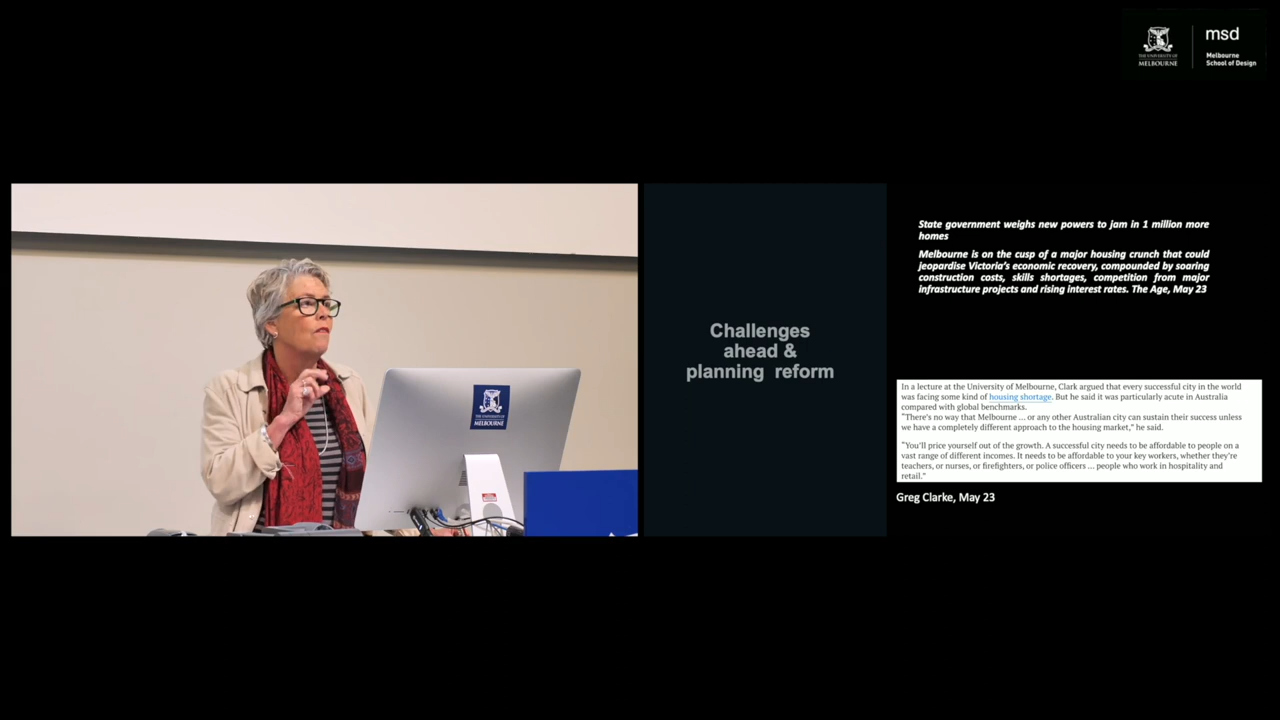 THE UNIVERSITY OF
MELBOURNE
msd
Melbourne
School of Design
THE UNIVERSITY OF
MELBOURNE
Challenges
ahead &
planning reform
State government weighs new powers to jam in 1 million more
homes
Melbourne is on the cusp of a major housing crunch that could
jeopardise Victoria's economic recovery, compounded by soaring
construction costs, skills shortages, competition from major
infrastructure projects and rising interest rates. The Age, May 23
In a lecture at the University of Melbourne, Clark argued that every successful city in the world
was facing some kind of housing shortage. But he said it was particularly acute in Australia
compared with global benchmarks.
“There's no way that Melbourne ... or any other Australian city can sustain their success unless
we have a completely different approach to the housing market,” he said.
“You'll price yourself out of the growth. A successful city needs to be affordable to people on a
vast range of different incomes. It needs to be affordable to your key workers, whether they're
teachers, or nurses, or firefighters, or police officers ... people who work in hospitality and
retail.”
Greg Clarke, May 23